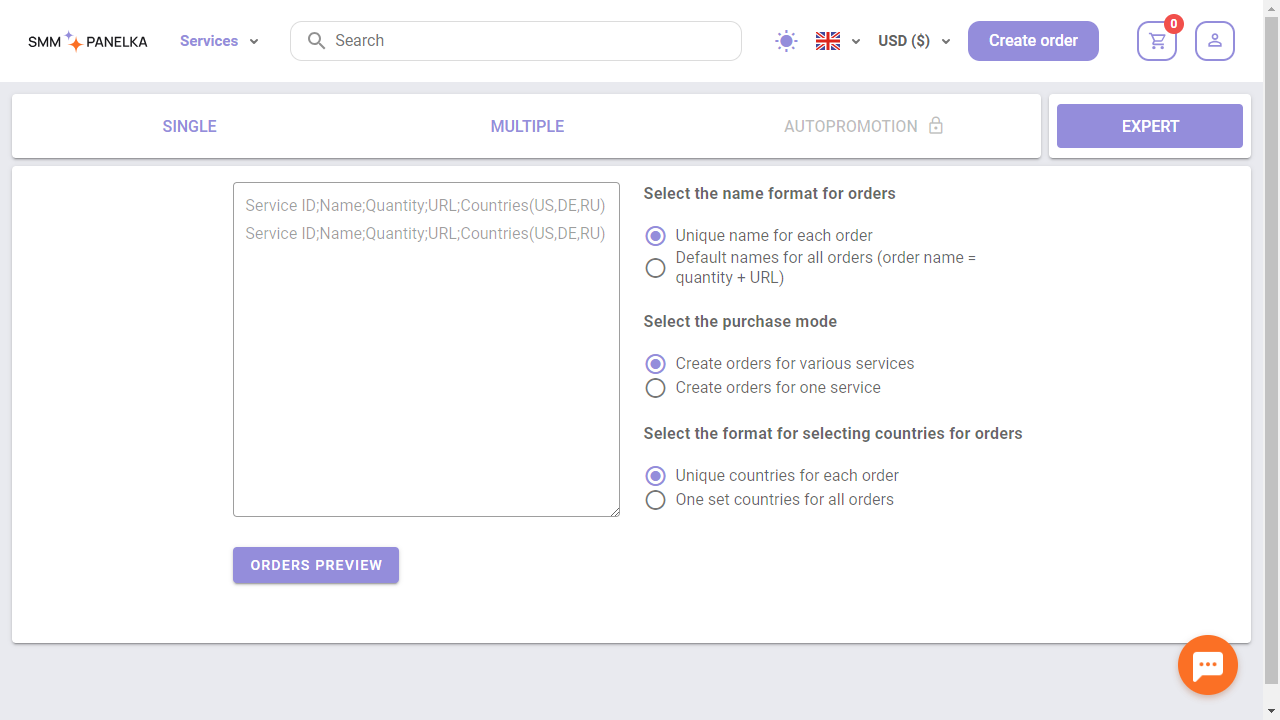 SMM PANELKA
Services
Search
USD ($)
Create order
0
SINGLE
MULTIPLE
AUTOPROMOTION
EXPERT
Service ID;Name;Quantity;URL;Countries(US,DE,RU)
Service ID;Name;Quantity;URL;Countries(US,DE,RU)
Select the name format for orders
Unique name for each order
Default names for all orders (order name =
quantity + URL)
Select the purchase mode
Create orders for various services
Create orders for one service
Select the format for selecting countries for orders
Unique countries for each order
One set countries for all orders
ORDERS PREVIEW